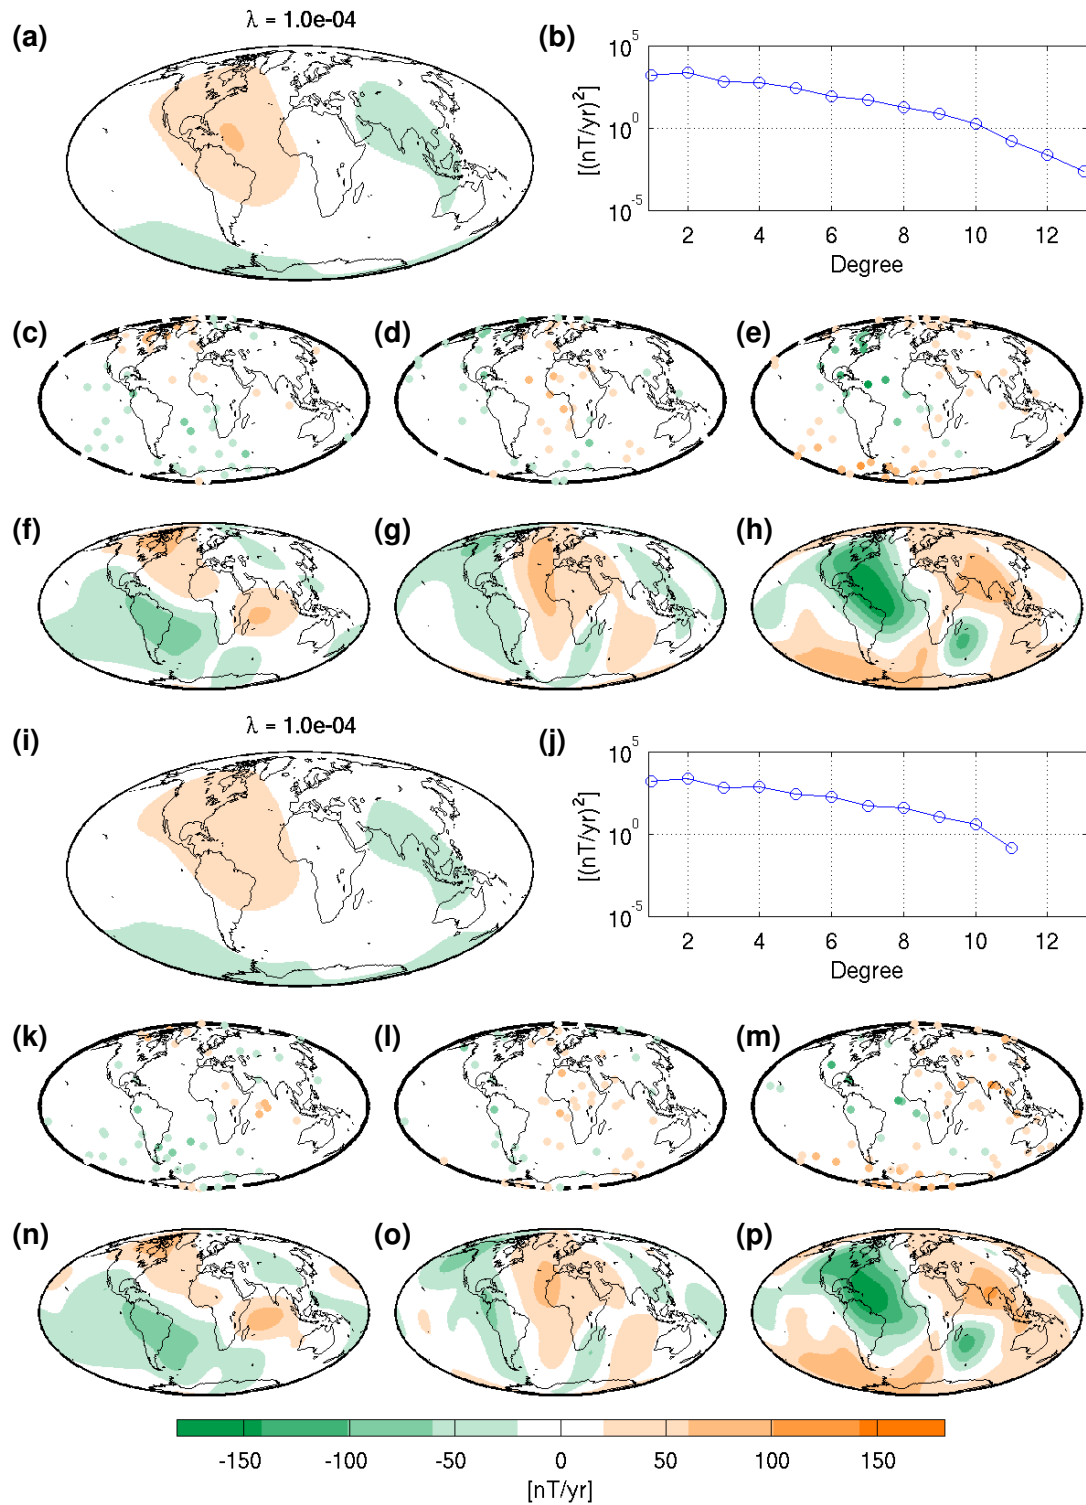 (a)
λ = 1.0e-04
(b)
10^5
10^0
10^-5
[(nT/yr)^2]
2 4 6 8 10 12
Degree
(c) (d) (e)
(f) (g) (h)
(i)
λ = 1.0e-04
(j)
10^5
10^0
10^-5
[(nT/yr)^2]
2 4 6 8 10 12
Degree
(k) (l) (m)
(n) (o) (p)
-150 -100 -50 0 50 100 150
[nT/yr]